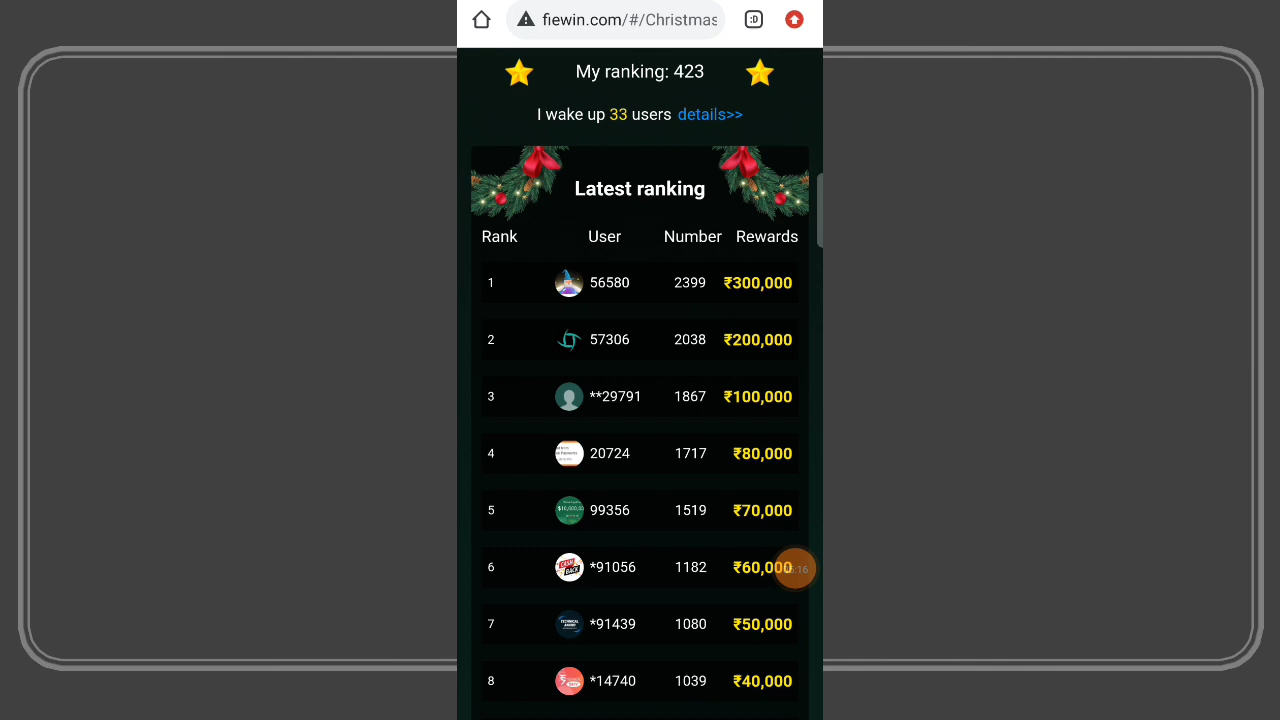 fiewin.com/#/Christmas
:D
My ranking: 423
I wake up 33 users details>>
Latest ranking
Rank User Number Rewards
1 56580 2399 ₹300,000
2 57306 2038 ₹200,000
3 **29791 1867 ₹100,000
4 20724 1717 ₹80,000
5 99356 1519 ₹70,000
6 CASH BACK *91056 1182 ₹60,000
7 *91439 1080 ₹50,000
8 *14740 1039 ₹40,000